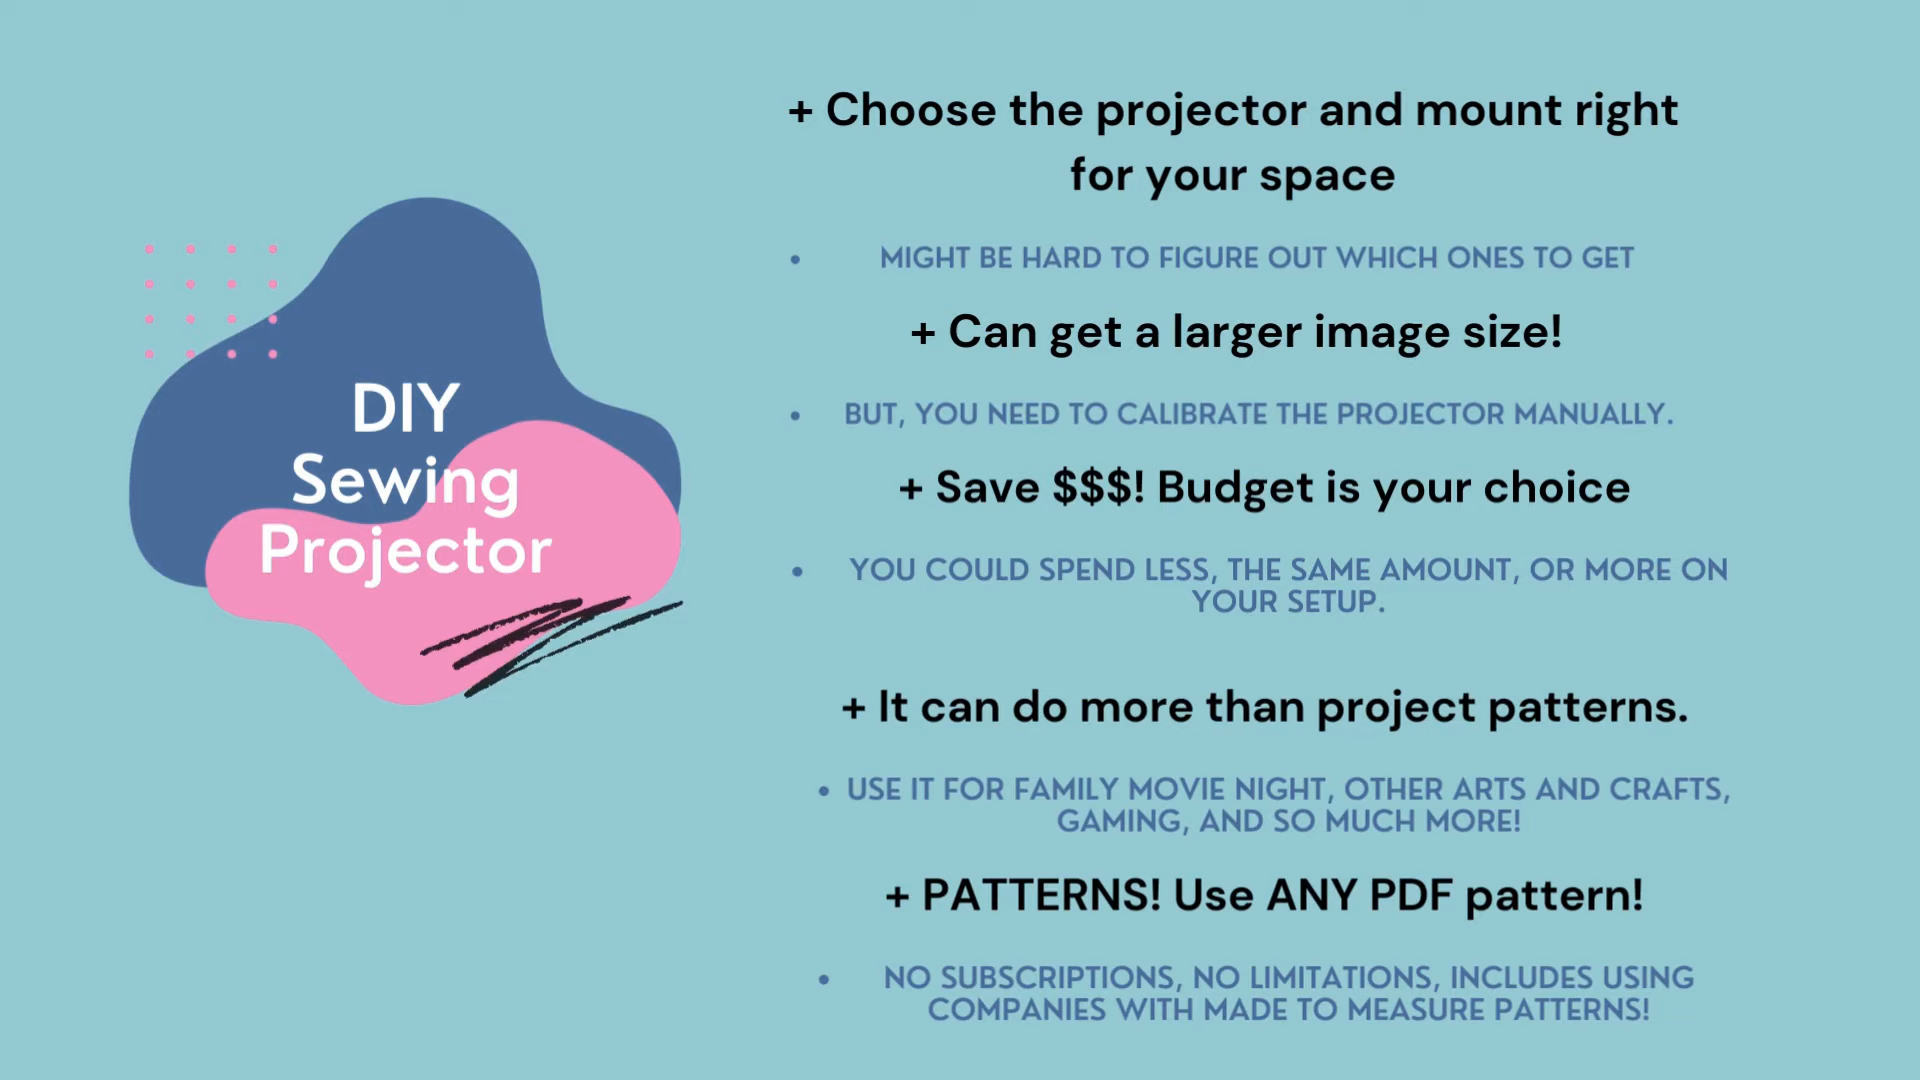 DIY
Sewing
Projector
+ Choose the projector and mount right
for your space
• MIGHT BE HARD TO FIGURE OUT WHICH ONES TO GET
+ Can get a larger image size!
• BUT, YOU NEED TO CALIBRATE THE PROJECTOR MANUALLY.
+ Save $$$! Budget is your choice
• YOU COULD SPEND LESS, THE SAME AMOUNT, OR MORE ON
YOUR SETUP.
+ It can do more than project patterns.
• USE IT FOR FAMILY MOVIE NIGHT, OTHER ARTS AND CRAFTS,
GAMING, AND SO MUCH MORE!
+ PATTERNS! Use ANY PDF pattern!
• NO SUBSCRIPTIONS, NO LIMITATIONS, INCLUDES USING
COMPANIES WITH MADE TO MEASURE PATTERNS!